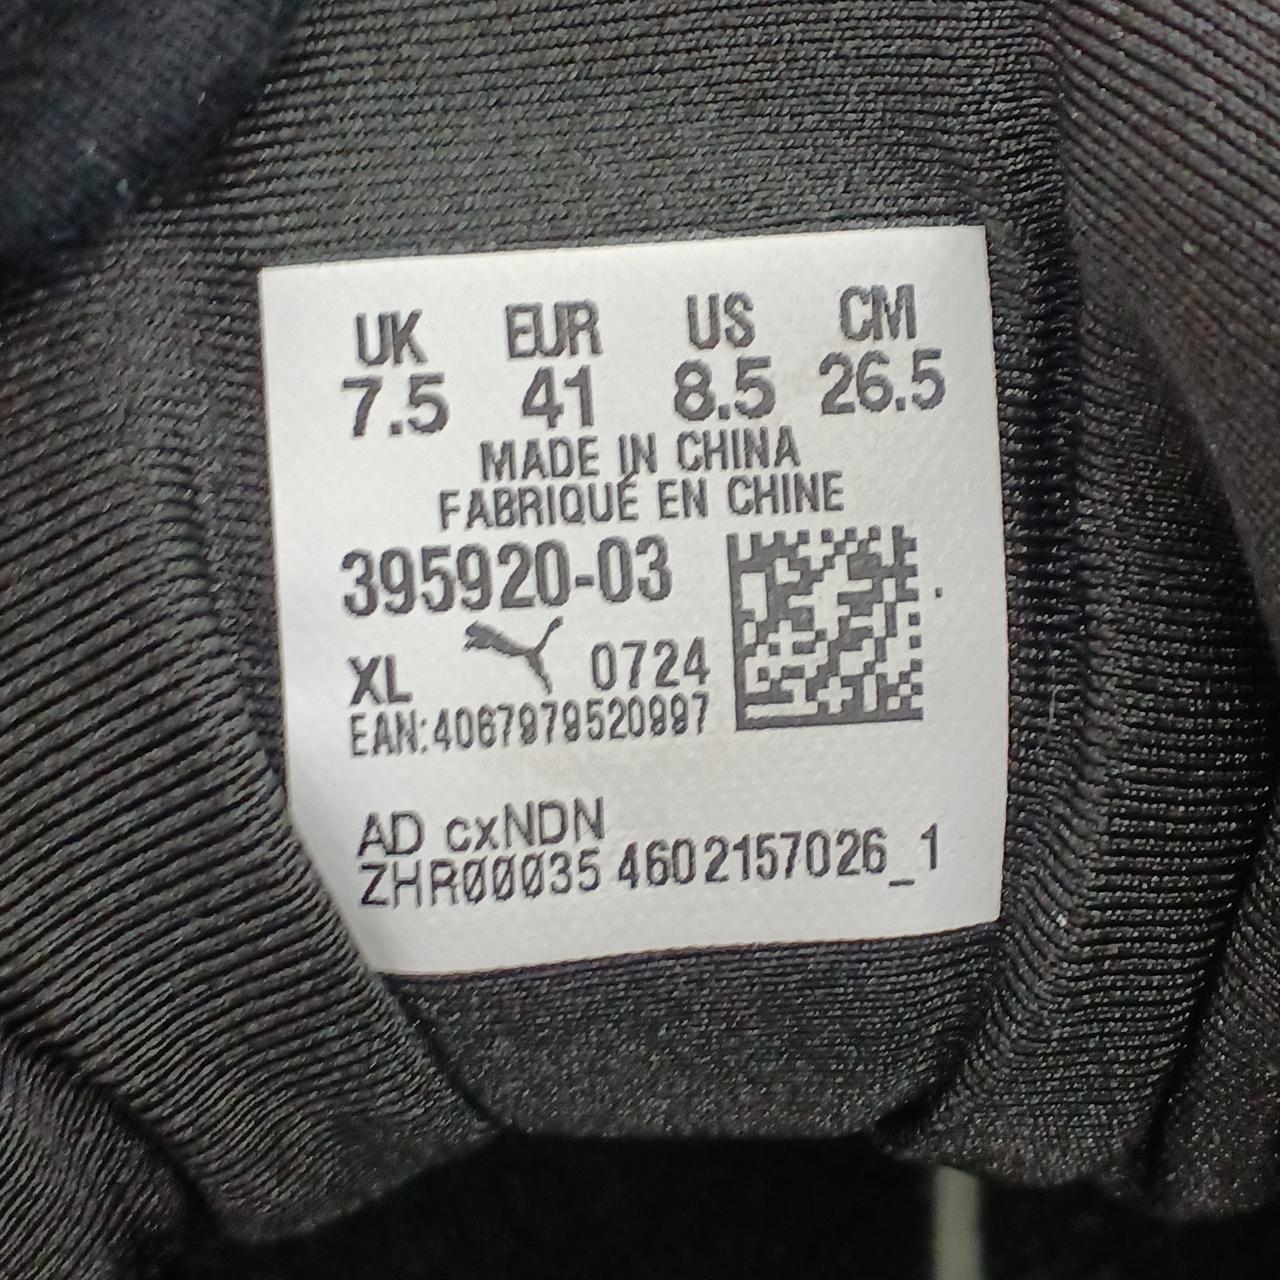 UK EUR US CM
7.5 41 8.5 26.5
MADE IN CHINA
FABRIQUÉ EN CHINE
395920-03
XL 0724
EAN:4067979520997
AD cxNDN
ZHR00035 4602157026_1